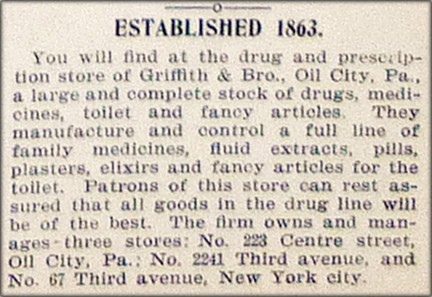 ESTABLISHED 1863.
You will find at the drug and prescrip-
tion store of Griffith & Bro., Oil City, Pa.,
a large and complete stock of drugs, medi-
cines, toilet and fancy articles. They
manufacture and control a full line of
family medicines, fluid extracts, pills,
plasters, elixirs and fancy articles for the
toilet. Patrons of this store can rest as-
sured that all goods in the drug line will
be of the best. The firm owns and man-
ages three stores: No. 223 Centre street,
Oil City, Pa.: No. 2241 Third avenue, and
No. 67 Third avenue, New York city.